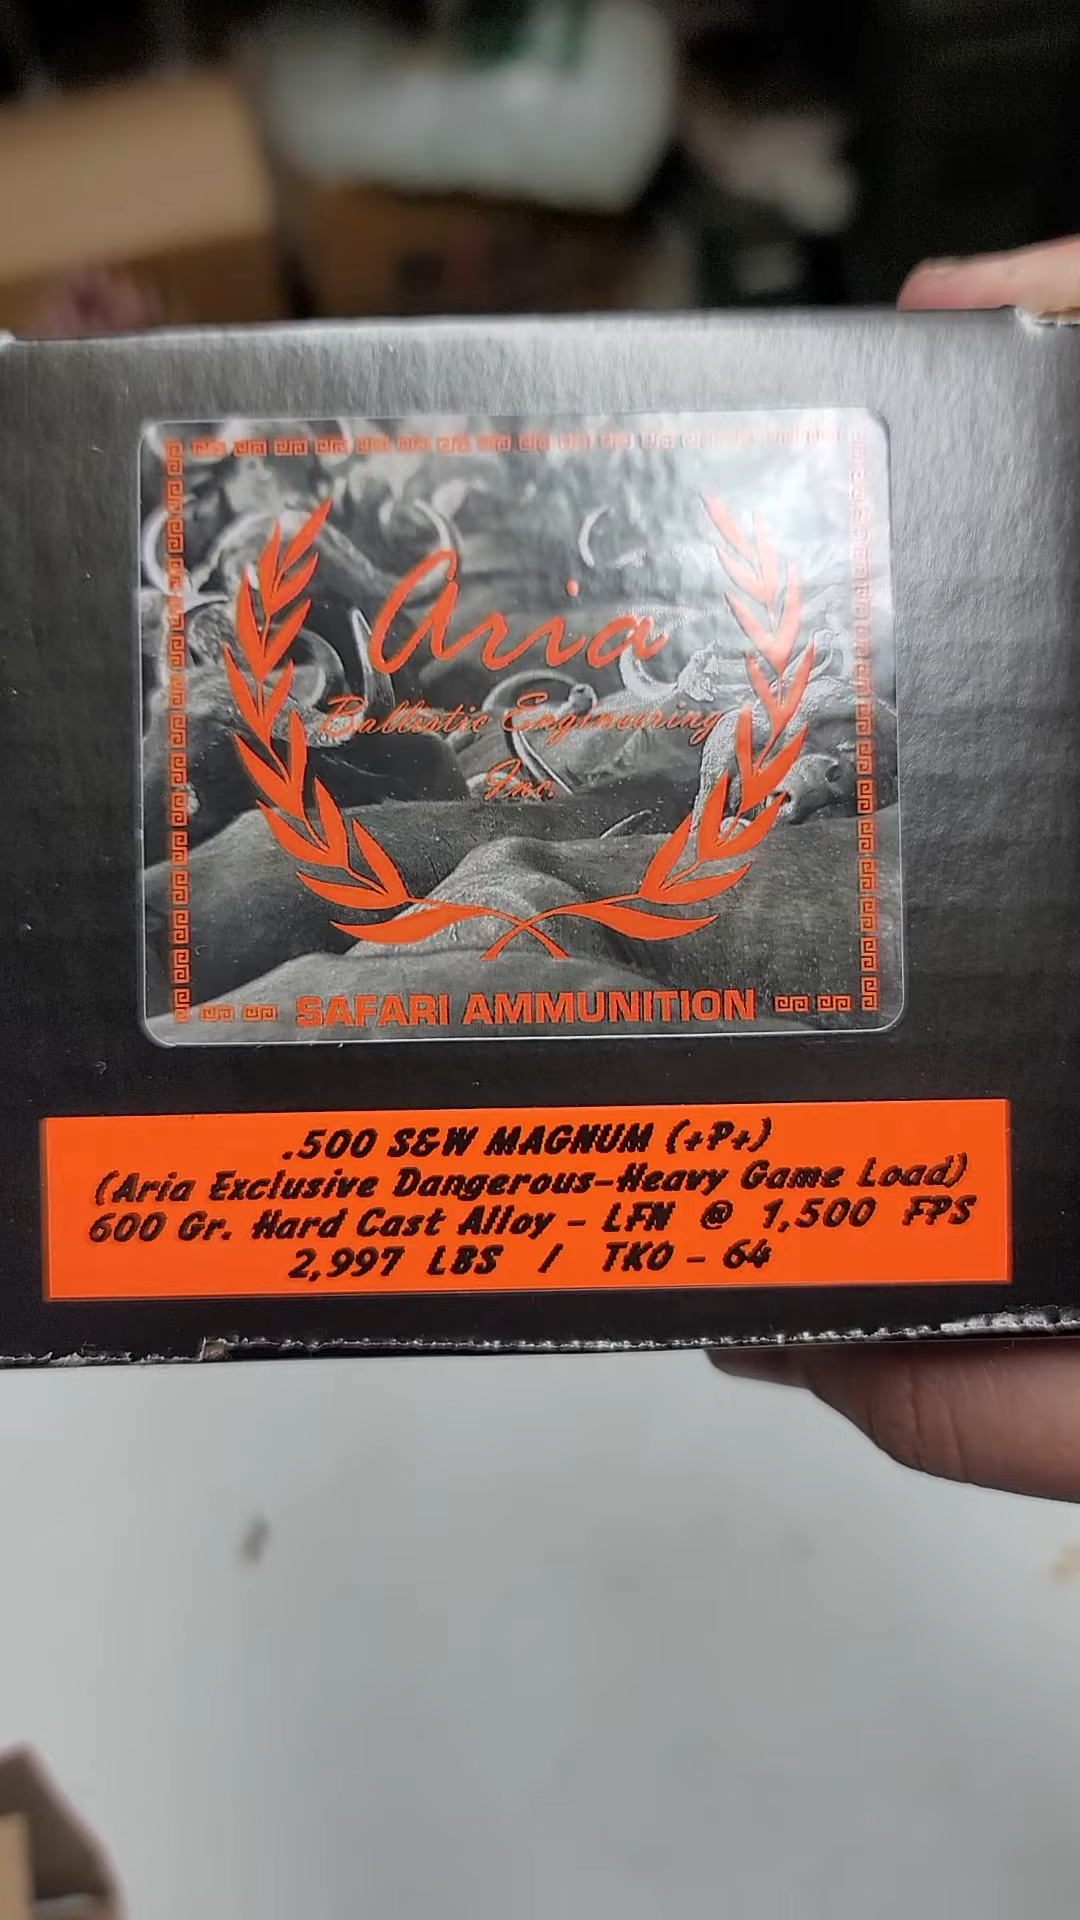 Aria
Ballistic Engineering
Inc.
SAFARI AMMUNITION
.500 S&W MAGNUM (+P+)
(Aria Exclusive Dangerous-Heavy Game Load)
600 Gr. Hard Cast Alloy - LFN @ 1,500 FPS
2,997 LBS / TKO - 64